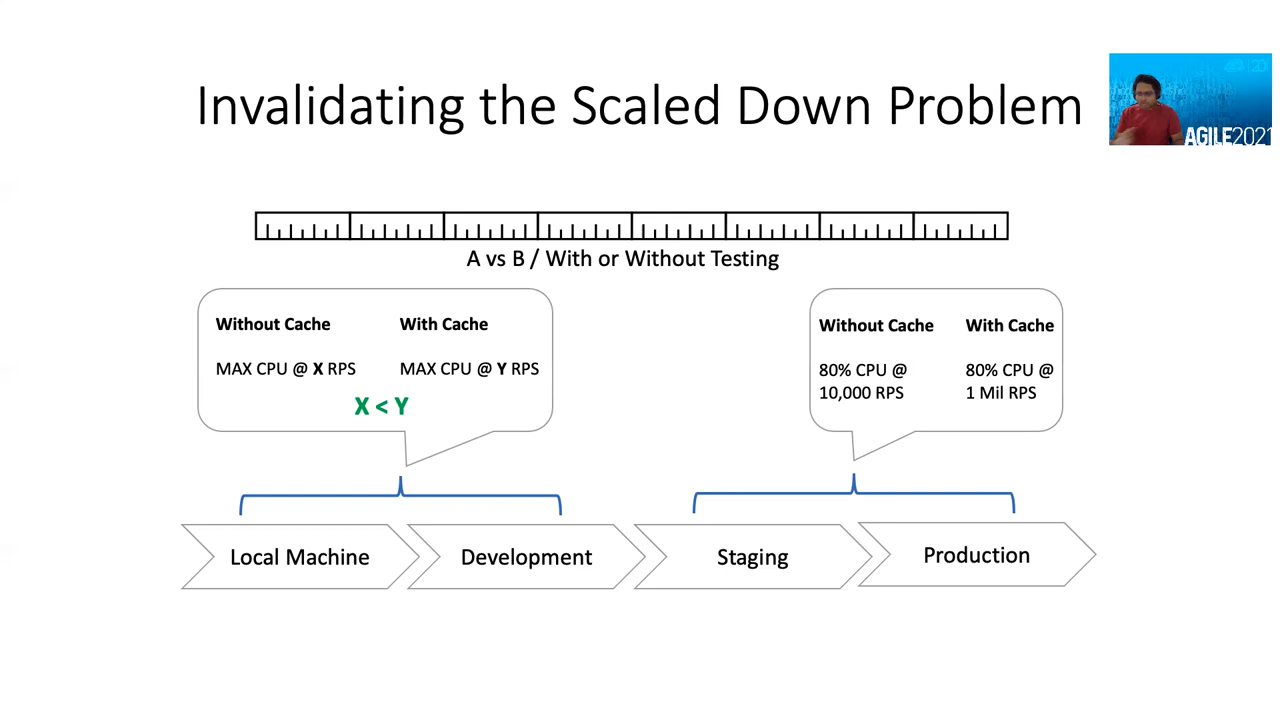 Invalidating the Scaled Down Problem
AGILE2021
A vs B / With or Without Testing
Without Cache
With Cache
MAX CPU @ X RPS
MAX CPU @ Y RPS
X < Y
Without Cache
With Cache
80% CPU @
10,000 RPS
80% CPU @
1 Mil RPS
Local Machine
Development
Staging
Production